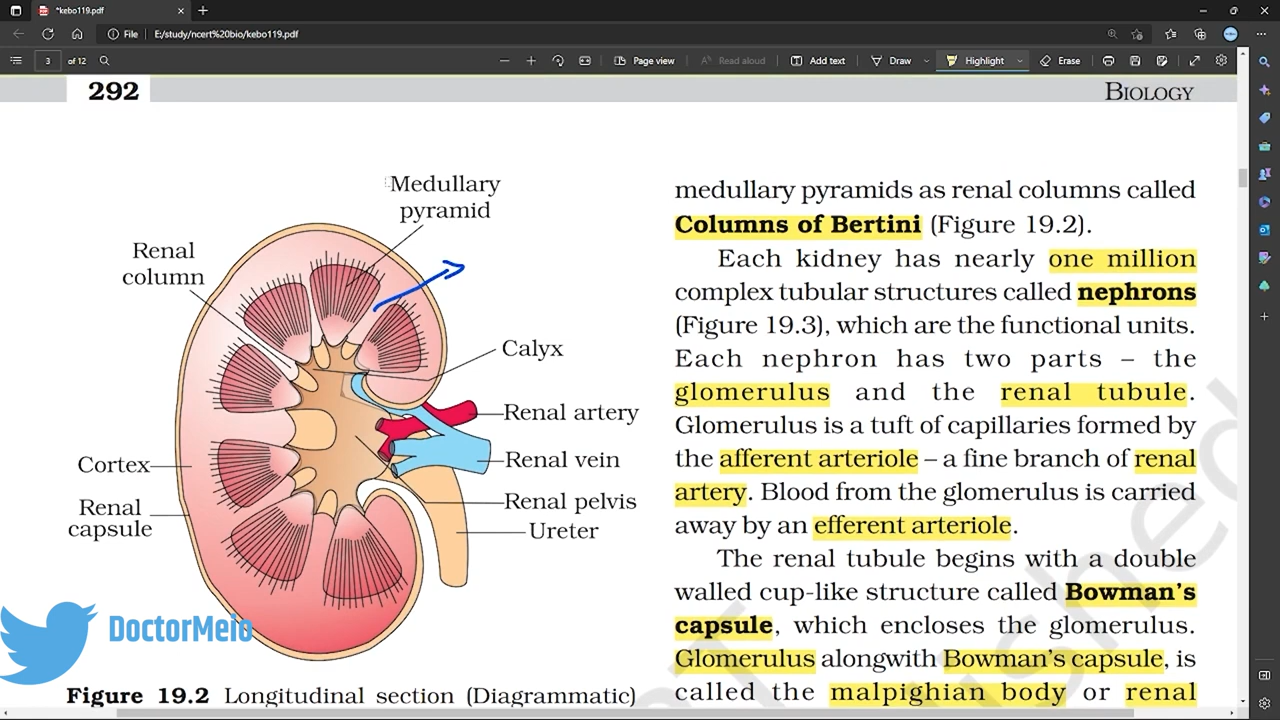 *kebo119.pdf
File E:/study/ncert%20bio/kebo119.pdf
3 of 12
Page view
Read aloud
Add text
Draw
Highlight
Erase
292
BIOLOGY
Medullary
pyramid
Renal
column
Calyx
Renal artery
Renal vein
Cortex
Renal
capsule
Renal pelvis
Ureter
DoctorMeio
Figure 19.2 Longitudinal section (Diagrammatic)
medullary pyramids as renal columns called
Columns of Bertini (Figure 19.2).
Each kidney has nearly one million
complex tubular structures called nephrons
(Figure 19.3), which are the functional units.
Each nephron has two parts – the
glomerulus and the renal tubule.
Glomerulus is a tuft of capillaries formed by
the afferent arteriole – a fine branch of renal
artery. Blood from the glomerulus is carried
away by an efferent arteriole.
The renal tubule begins with a double
walled cup-like structure called Bowman's
capsule, which encloses the glomerulus.
Glomerulus alongwith Bowman's capsule, is
called the malpighian body or renal